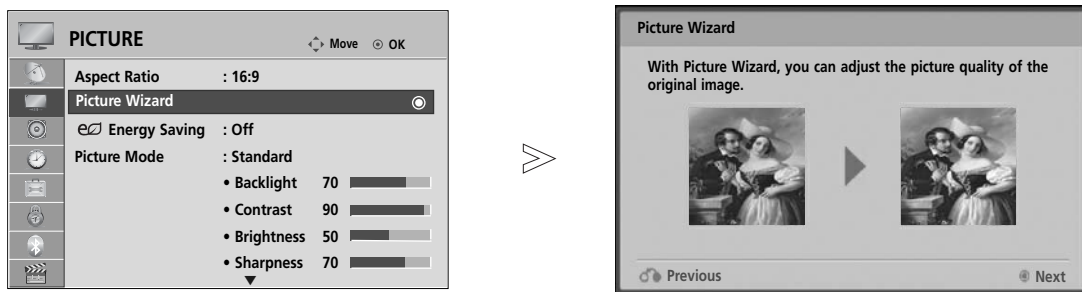 PICTURE
Move
OK
Aspect Ratio : 16:9
Picture Wizard
Energy Saving : Off
Picture Mode : Standard
• Backlight 70
• Contrast 90
• Brightness 50
• Sharpness 70
Picture Wizard
With Picture Wizard, you can adjust the picture quality of the
original image.
Previous
Next